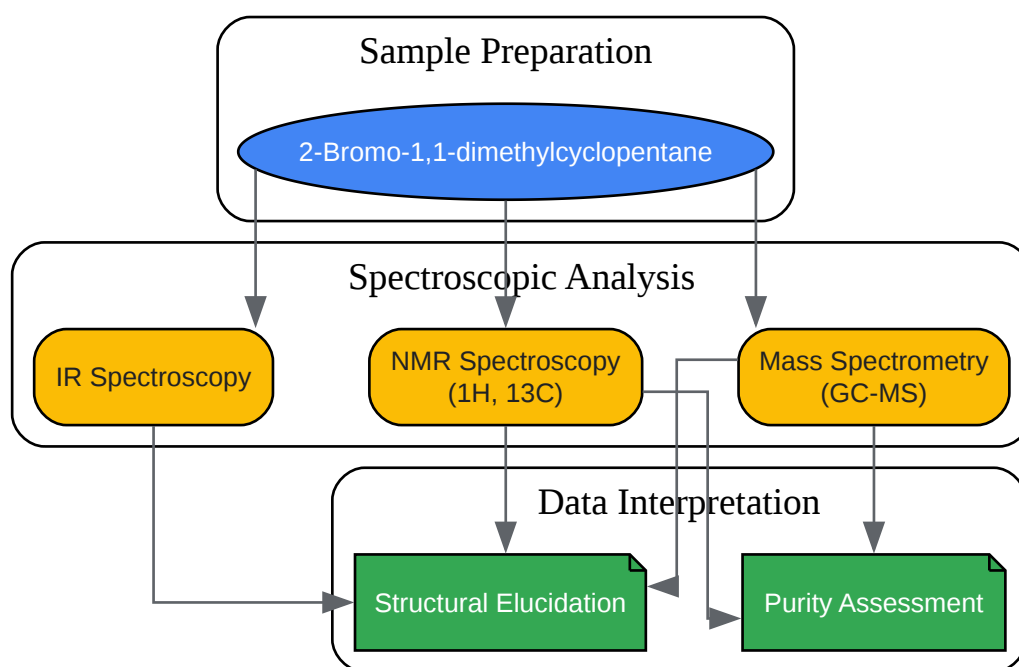 Sample Preparation
2-Bromo-1,1-dimethylcyclopentane
Spectroscopic Analysis
IR Spectroscopy
NMR Spectroscopy
(1H, 13C)
Mass Spectrometry
(GC-MS)
Data Interpretation
Structural Elucidation
Purity Assessment